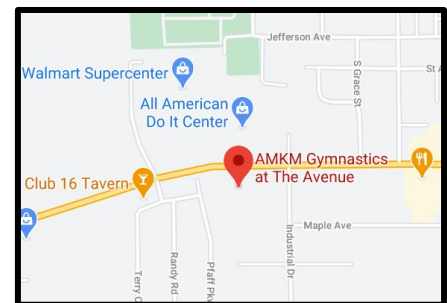 Jefferson Ave
Walmart Supercenter
S Grace St
St A
All American
Do It Center
AMKM Gymnastics
at The Avenue
Club 16 Tavern
Maple Ave
Industrial Dr
Terry C
Randy Rd
Pfaff Pkw